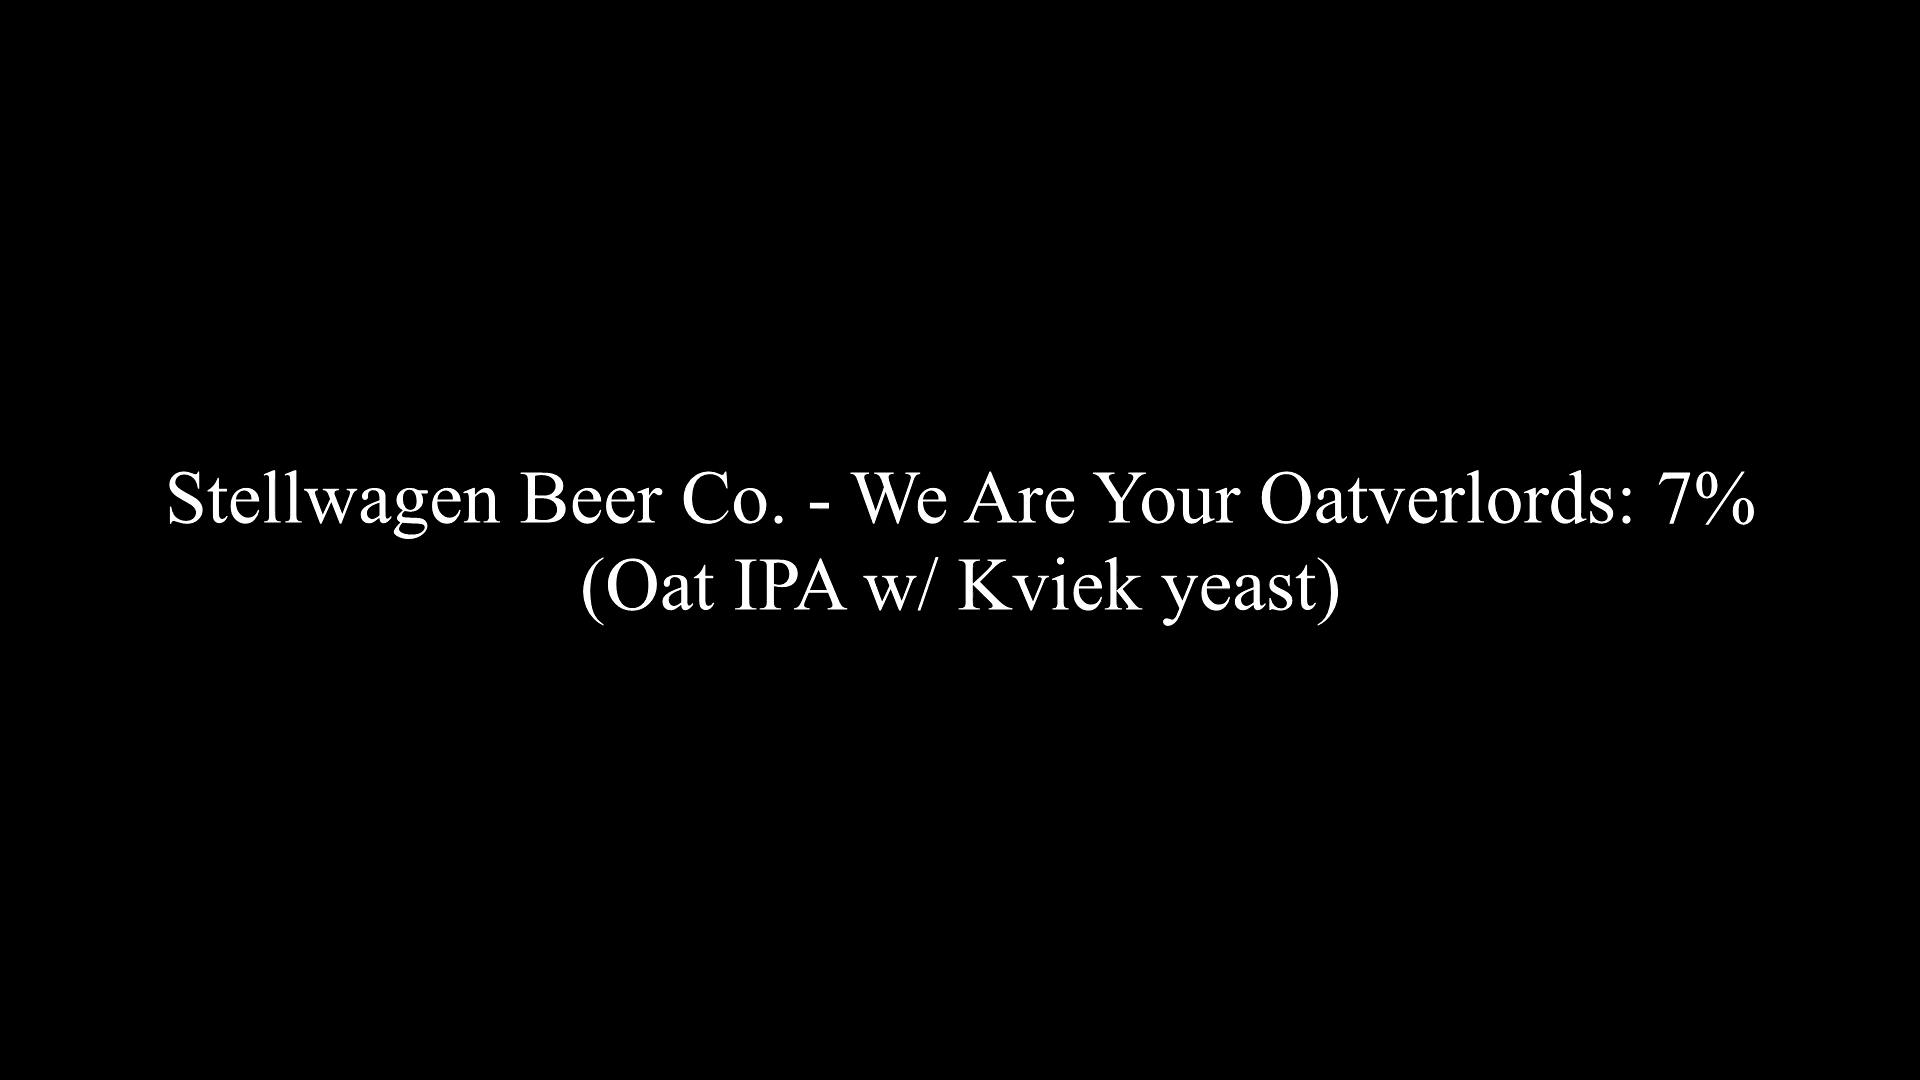 Stellwagen Beer Co. - We Are Your Oatverlords: 7%
(Oat IPA w/ Kviek yeast)